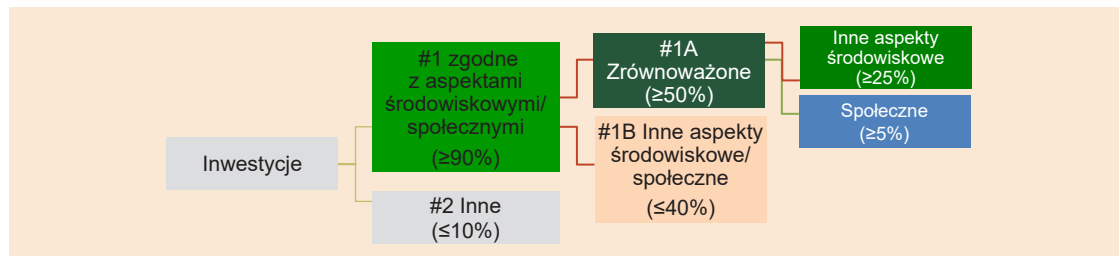 Inwestycje
#1 zgodne
z aspektami
środowiskowymi/
społecznymi
(≥90%)
#2 Inne
(≤10%)
#1A
Zrównoważone
(≥50%)
#1B Inne aspekty
środowiskowe/
społeczne
(≤40%)
Inne aspekty
środowiskowe
(≥25%)
Społeczne
(≥5%)